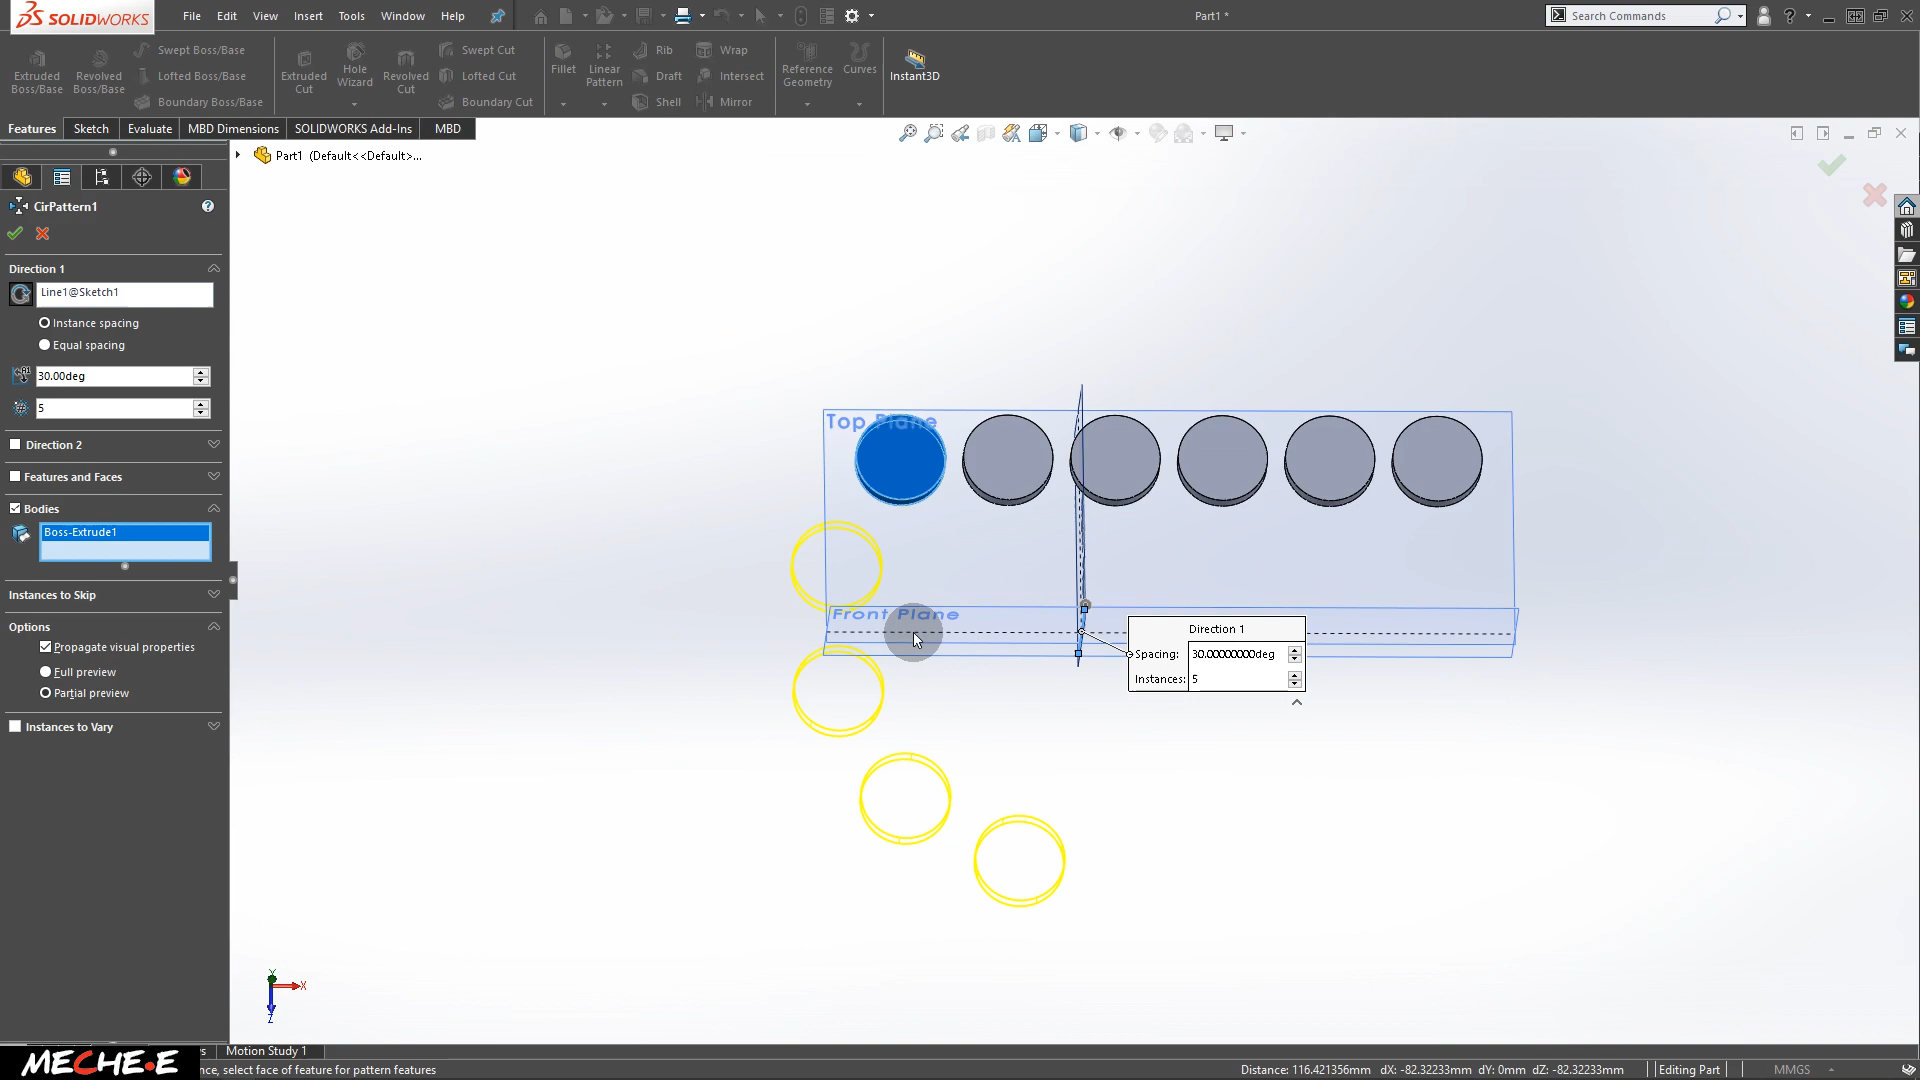 SOLIDWORKS
File Edit View Insert Tools Window Help
Part1 *
Search Commands
Extruded Boss/Base
Revolved Boss/Base
Swept Boss/Base
Lofted Boss/Base
Boundary Boss/Base
Extruded Cut
Hole Wizard
Revolved Cut
Swept Cut
Lofted Cut
Boundary Cut
Fillet
Linear Pattern
Rib
Draft
Shell
Wrap
Intersect
Mirror
Reference Geometry
Curves
Instant3D
Features Sketch Evaluate MBD Dimensions SOLIDWORKS Add-Ins MBD
Part1 (Default<<Default>...
CirPattern1
Direction 1
Line1@Sketch1
Instance spacing
Equal spacing
30.00deg
5
Direction 2
Features and Faces
Bodies
Boss-Extrude1
Instances to Skip
Options
Propagate visual properties
Full preview
Partial preview
Instances to Vary
Top Plane
Front Plane
Direction 1
Spacing: 30.00000000deg
Instances: 5
Y
X
Z
Motion Study 1
MECHE•E
nce, select face of feature for pattern features
Distance: 116.421356mm dX: -82.32233mm dY: 0mm dZ: -82.32233mm
Editing Part
MMGS